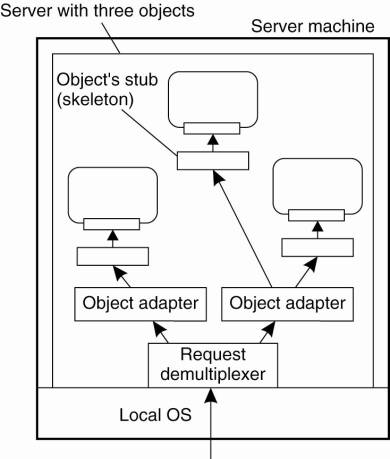 Server with three objects
Server machine
Object's stub
(skeleton)
Object adapter
Object adapter
Request
demultiplexer
Local OS